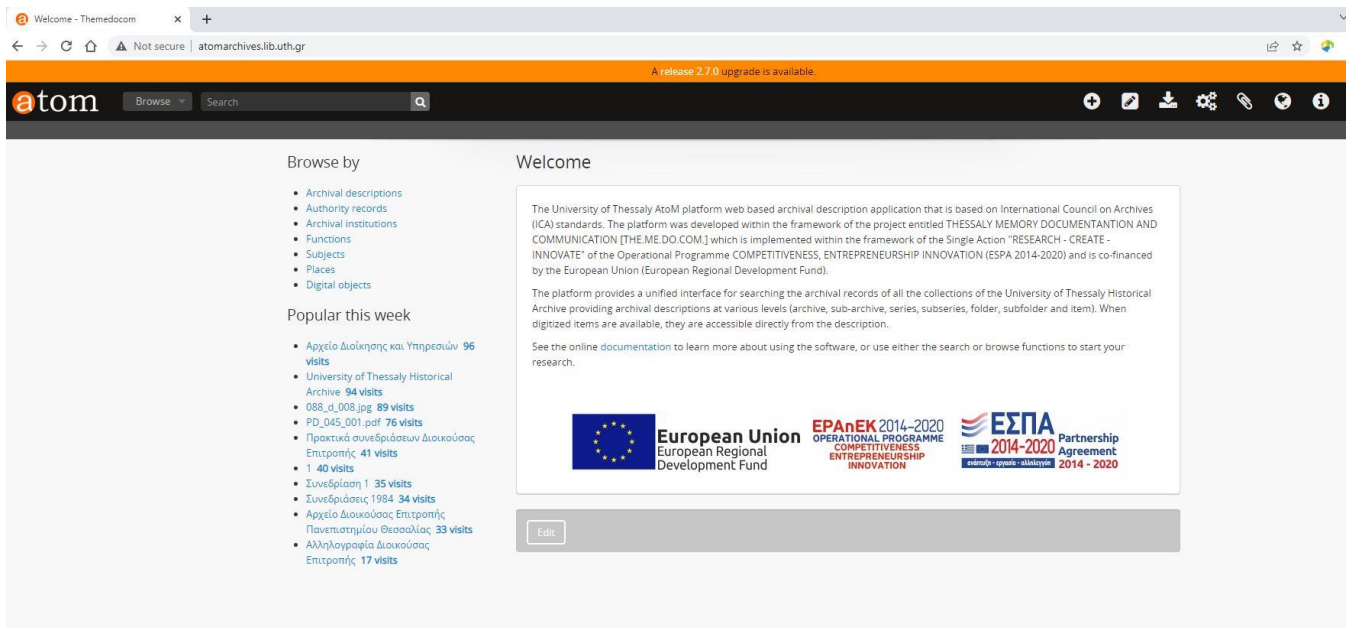 Welcome - Themedocom
Not secure | atomarchives.lib.uth.gr
A release 2.7.0 upgrade is available.
atom Browse Search
Browse by
• Archival descriptions
• Authority records
• Archival institutions
• Functions
• Subjects
• Places
• Digital objects
Popular this week
• Αρχείο Διοίκησης και Υπηρεσιών 96
visits
• University of Thessaly Historical
Archive 94 visits
• 088_d_008.jpg 89 visits
• PD_045_001.pdf 76 visits
• Πρακτικά συνεδριάσεων Διοικούσας
Επιτροπής 41 visits
• 1 40 visits
• Συνεδρίαση 1 35 visits
• Συνεδριάσεις 1984 34 visits
• Αρχείο Διοικούσας Επιτροπής
Πανεπιστημίου Θεσσαλίας 33 visits
• Αλληλογραφία Διοικούσας
Επιτροπής 17 visits
Welcome
The University of Thessaly AtoM platform web based archival description application that is based on International Council on Archives
(ICA) standards. The platform was developed within the framework of the project entitled THESSALY MEMORY DOCUMENTANTION AND
COMMUNICATION [THE.ME.DO.COM.] which is implemented within the framework of the Single Action "RESEARCH - CREATE -
INNOVATE" of the Operational Programme COMPETITIVENESS, ENTREPRENEURSHIP INNOVATION (ESPA 2014-2020) and is co-financed
by the European Union (European Regional Development Fund).
The platform provides a unified interface for searching the archival records of all the collections of the University of Thessaly Historical
Archive providing archival descriptions at various levels (archive, sub-archive, series, subseries, folder, subfolder and item). When
digitized items are available, they are accessible directly from the description.
See the online documentation to learn more about using the software, or use either the search or browse functions to start your
research.
European Union
European Regional
Development Fund
EPAnEK 2014-2020
OPERATIONAL PROGRAMME
COMPETITIVENESS
ENTREPRENEURSHIP
INNOVATION
ΕΣΠΑ
2014-2020
ανάπτυξη - εργασία - αλληλεγγύη
Partnership
Agreement
2014 - 2020
Edit